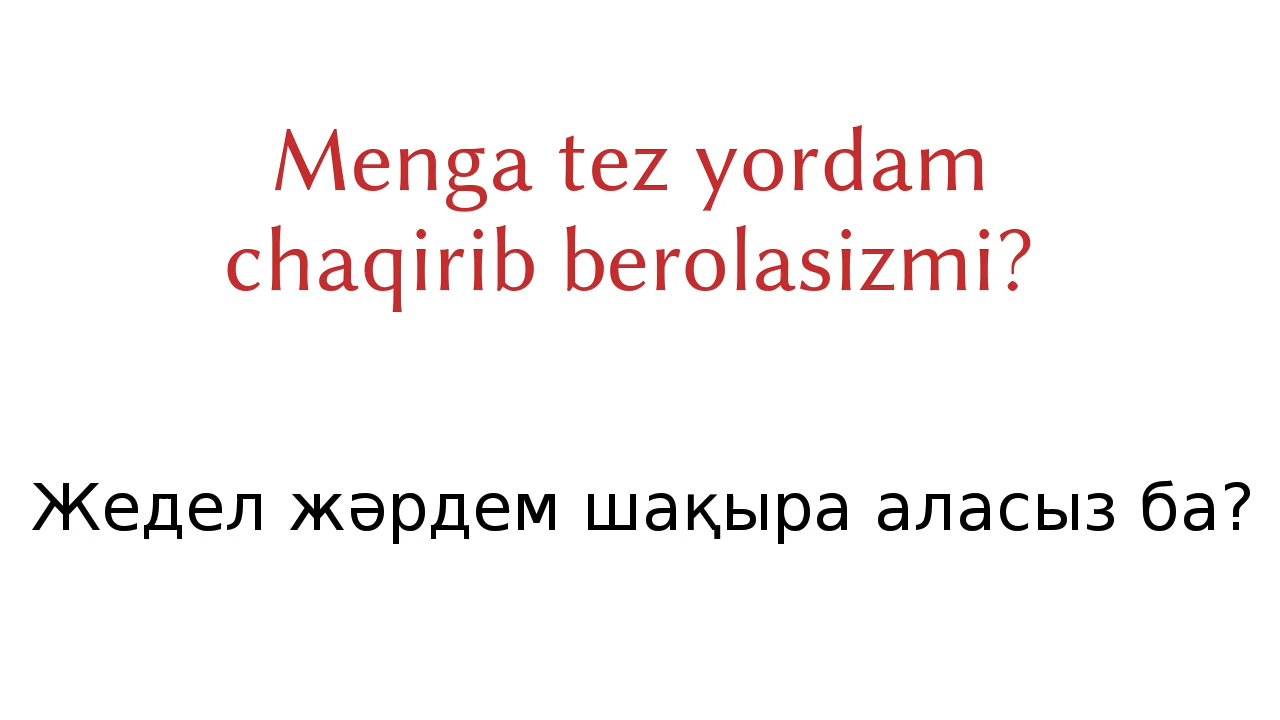 Menga tez yordam
chaqirib berolasizmi?
Жедел жәрдем шақыра аласыз ба?